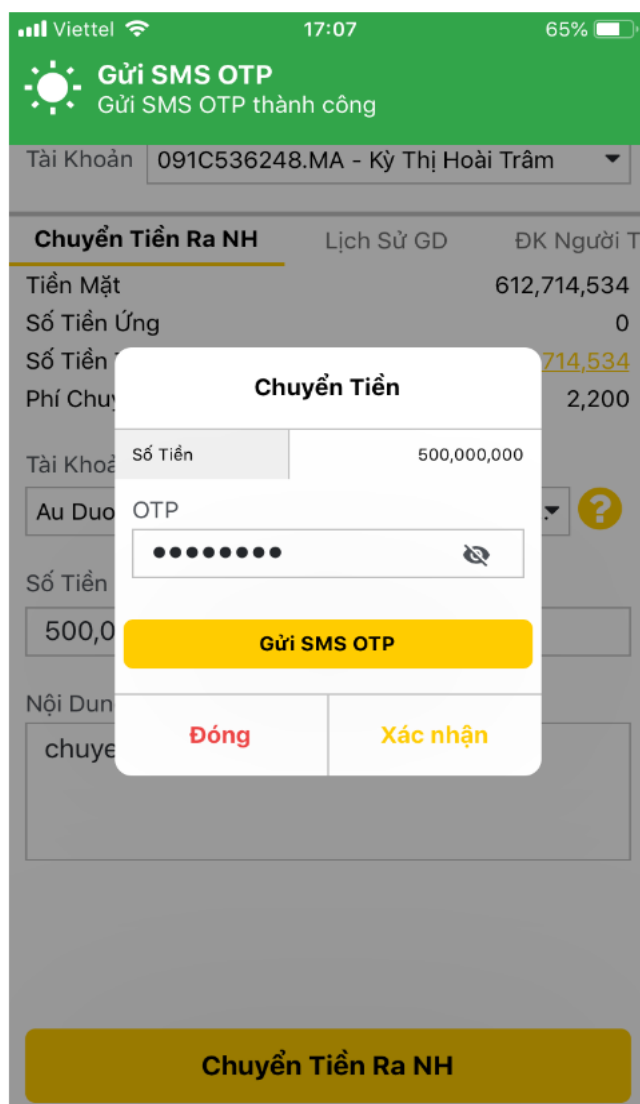 Viettel 17:07 65%
Gửi SMS OTP
Gửi SMS OTP thành công
Tài Khoản 091C536248.MA - Kỳ Thị Hoài Trâm
Chuyển Tiền Ra NH Lịch Sử GD ĐK Người T
Tiền Mặt 612,714,534
Số Tiền Ứng 0
Số Tiền 714,534
Phí Chuy 2,200
Chuyển Tiền
Số Tiền 500,000,000
Tài Khoả
Au Duo
OTP
Số Tiền
500,0
Gửi SMS OTP
Nội Dun
chuye
Đóng Xác nhận
Chuyển Tiền Ra NH